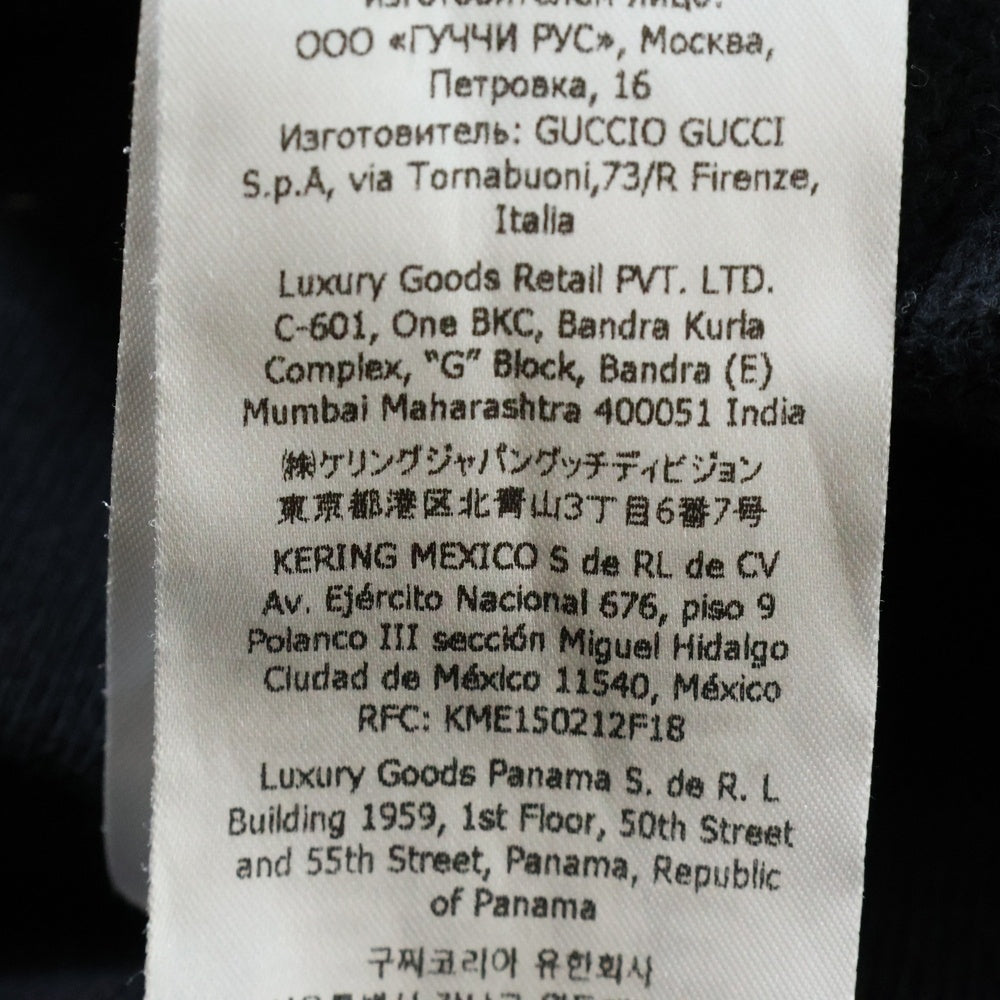 изготовителем лицо:
ООО «ГУЧЧИ РУС», Москва,
Петровка, 16
Изготовитель: GUCCIO GUCCI
S.p.A, via Tornabuoni,73/R Firenze,
Italia
Luxury Goods Retail PVT. LTD.
C-601, One BKC, Bandra Kurla
Complex, “G” Block, Bandra (E)
Mumbai Maharashtra 400051 India
㈱ケリングジャパングッチディビジョン
東京都港区北青山3丁目6番7号
KERING MEXICO S de RL de CV
Av. Ejército Nacional 676, piso 9
Polanco III sección Miguel Hidalgo
Ciudad de México 11540, México
RFC: KME150212F18
Luxury Goods Panama S. de R. L
Building 1959, 1st Floor, 50th Street
and 55th Street, Panama, Republic
of Panama
구찌코리아 유한회사